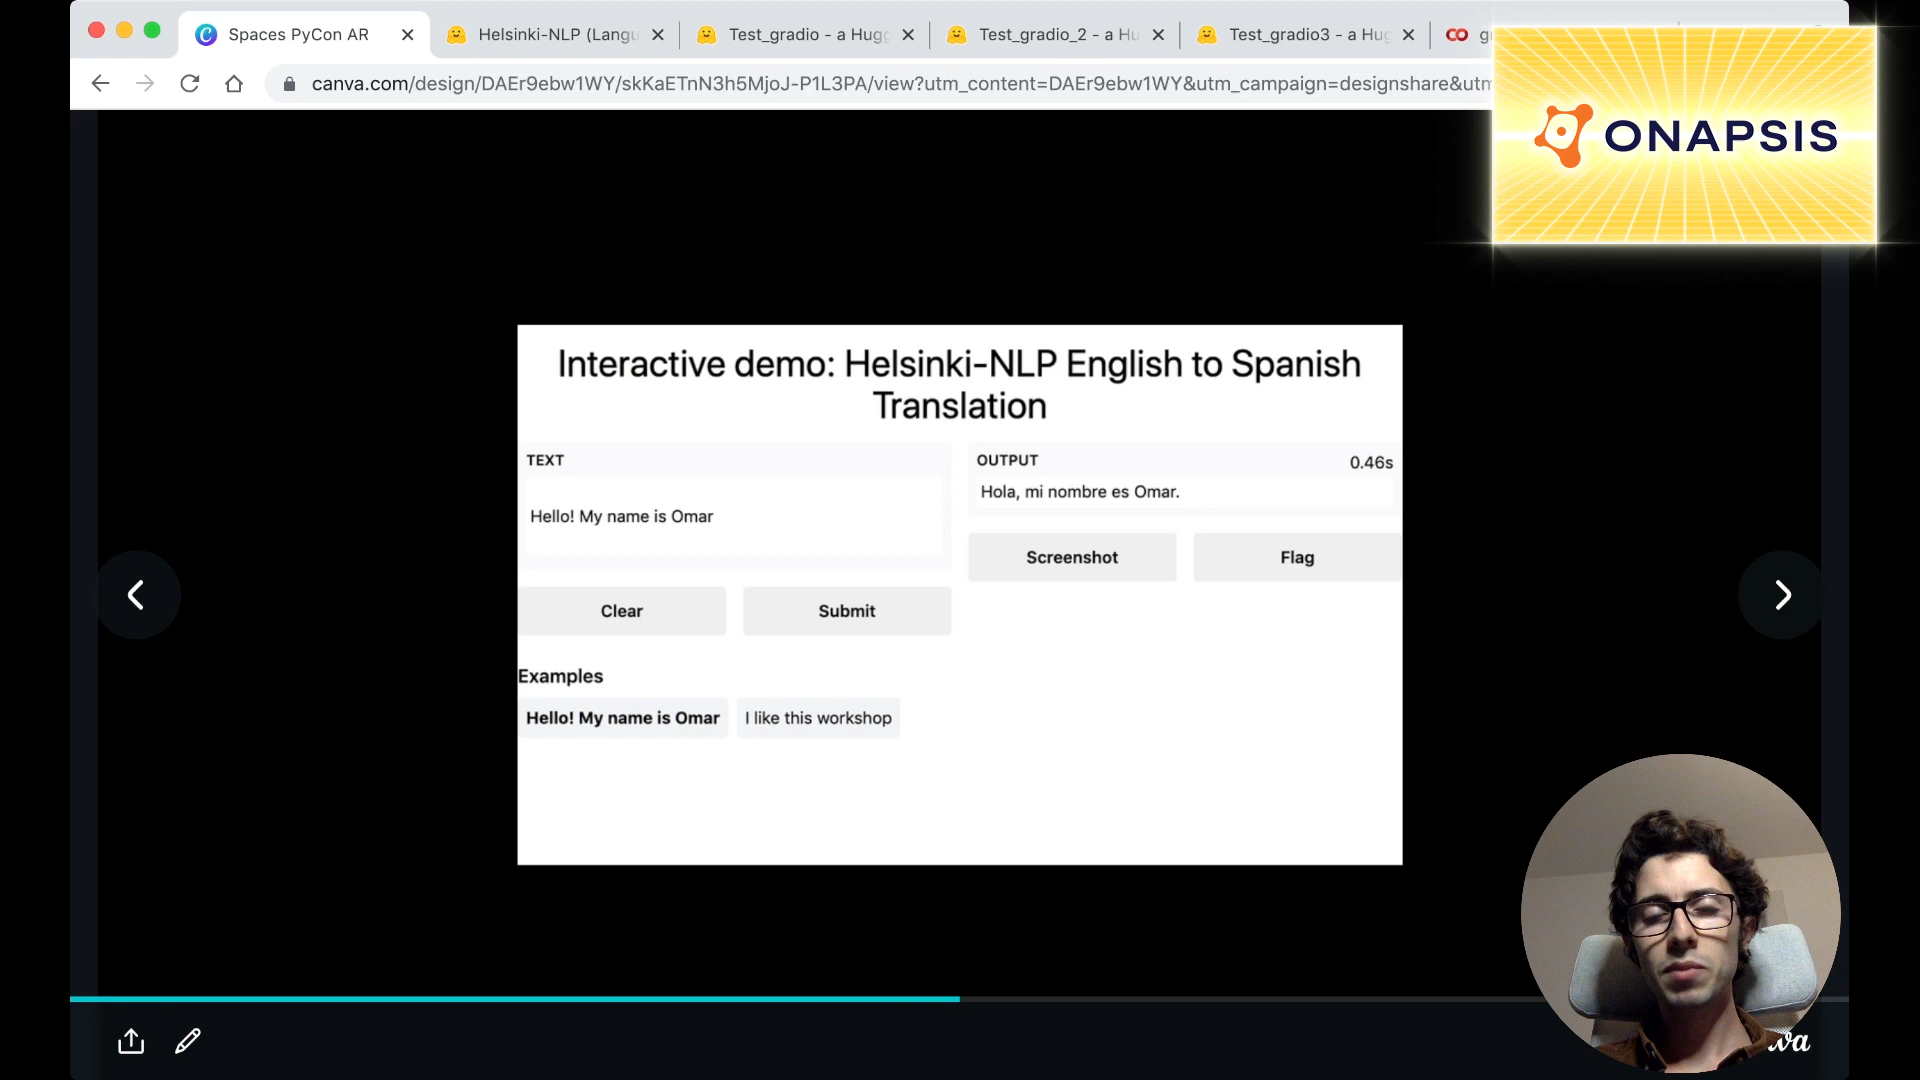 Spaces PyCon AR
Helsinki-NLP (Langu
Test_gradio - a Hugg
Test_gradio_2 - a Hu
Test_gradio3 - a Hug
canva.com/design/DAEr9ebw1WY/skKaETnN3h5MjoJ-P1L3PA/view?utm_content=DAEr9ebw1WY&utm_campaign=designshare&utm
ONAPSIS
Interactive demo: Helsinki-NLP English to Spanish
Translation
TEXT
Hello! My name is Omar
OUTPUT
0.46s
Hola, mi nombre es Omar.
Screenshot
Flag
Clear
Submit
Examples
Hello! My name is Omar
I like this workshop